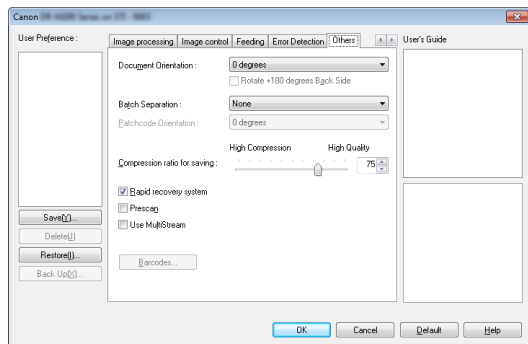 Canon
User Preference :
Image processing Image control Feeding Error Detection Others
User's Guide
Document Orientation :
0 degrees
Rotate +180 degrees Back Side
Batch Separation :
None
Patchcode Orientation :
0 degrees
High Compression High Quality
Compression ratio for saving :
75
Rapid recovery system
Prescan
Use MultiStream
Barcodes...
Save(Y)...
Delete(J)
Restore(I)...
Back Up(X)...
OK
Cancel
Default
Help